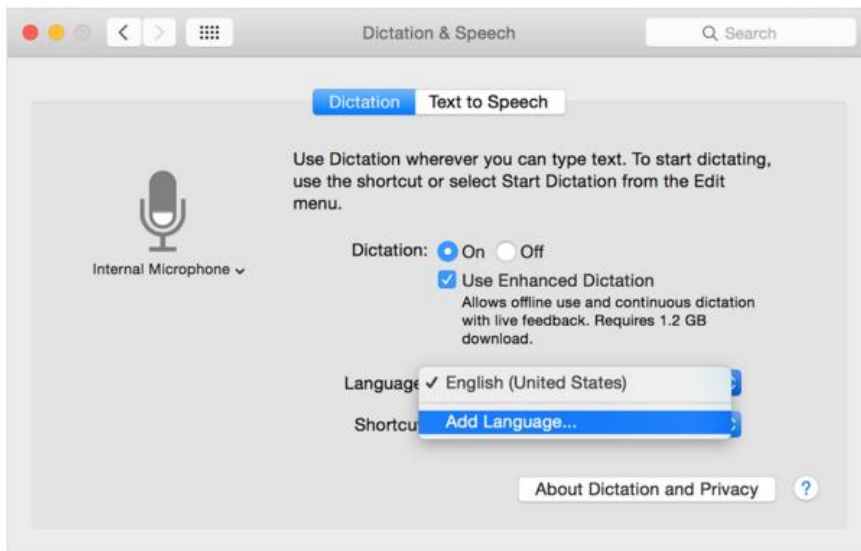 Dictation & Speech
Search
Dictation
Text to Speech
Use Dictation wherever you can type text. To start dictating,
use the shortcut or select Start Dictation from the Edit
menu.
Internal Microphone
Dictation: On Off
Use Enhanced Dictation
Allows offline use and continuous dictation
with live feedback. Requires 1.2 GB
download.
Language ✓ English (United States)
Shortcu Add Language...
About Dictation and Privacy ?